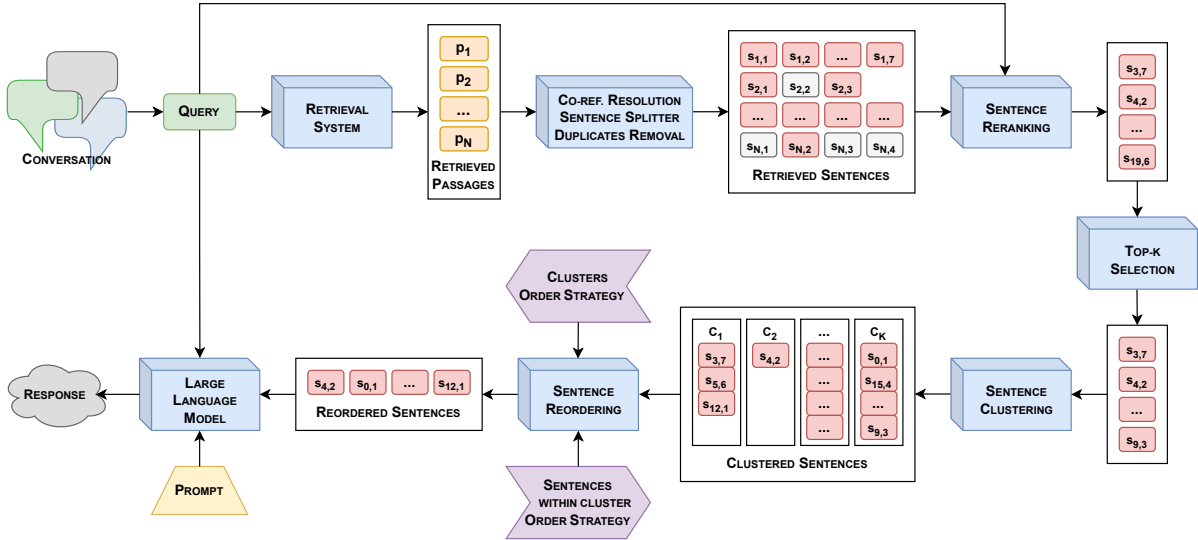 CONVERSATION
QUERY
RETRIEVAL
SYSTEM
p1
p2
...
pN
RETRIEVED
PASSAGES
CO-REF. RESOLUTION
SENTENCE SPLITTER
DUPLICATES REMOVAL
s1,1 s1,2 ... s1,7
s2,1 s2,2 s2,3
... ... ... ...
sN,1 sN,2 sN,3 sN,4
RETRIEVED SENTENCES
SENTENCE
RERANKING
s3,7
s4,2
...
s19,6
TOP-K
SELECTION
s3,7
s4,2
...
s9,3
SENTENCE
CLUSTERING
C1 C2 ... CK
s3,7 s4,2 ... s0,1
s5,6 ... s15,4
s12,1 ... ...
... s9,3
CLUSTERED SENTENCES
CLUSTERS
ORDER STRATEGY
SENTENCE
REORDERING
SENTENCES
WITHIN CLUSTER
ORDER STRATEGY
s4,2 s0,1 ... s12,1
REORDERED SENTENCES
LARGE
LANGUAGE
MODEL
PROMPT
RESPONSE